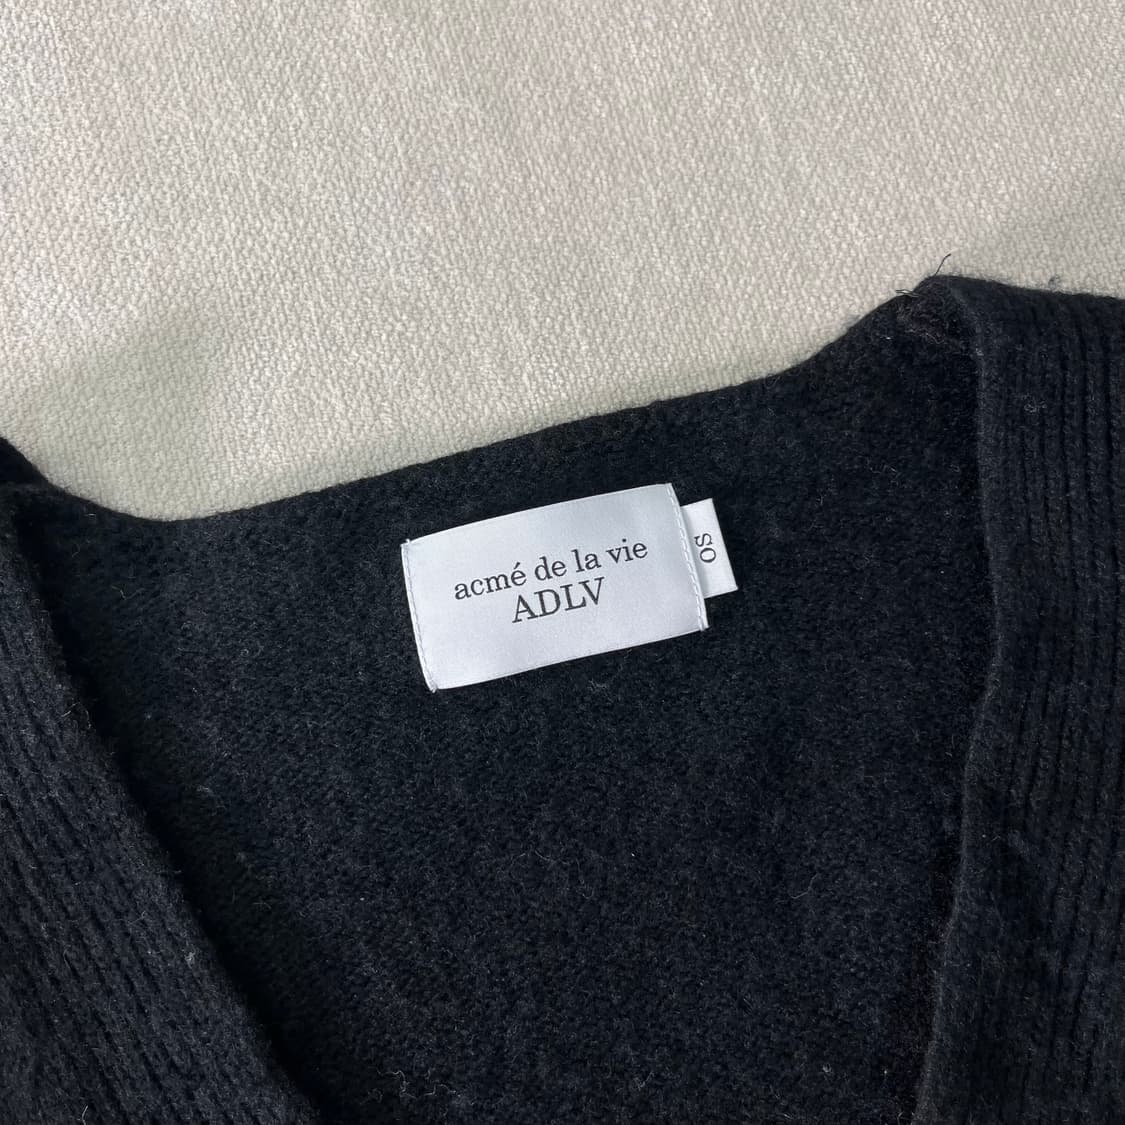 acmé de la vie
ADLV
OS